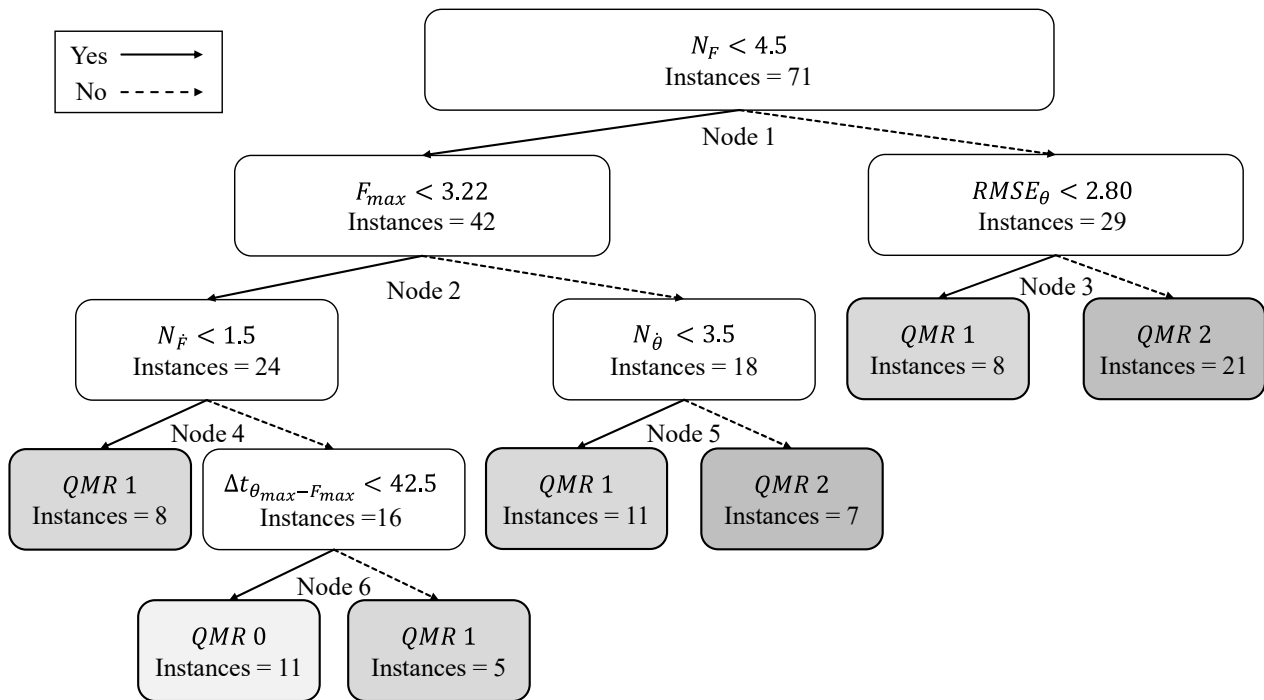 Yes
No
N_F < 4.5
Instances = 71
Node 1
F_max < 3.22
Instances = 42
RMSE_θ < 2.80
Instances = 29
Node 2
Node 3
N_Ḟ < 1.5
Instances = 24
N_θ̇ < 3.5
Instances = 18
QMR 1
Instances = 8
QMR 2
Instances = 21
Node 4
Node 5
QMR 1
Instances = 8
Δt_θ_max−F_max < 42.5
Instances =16
QMR 1
Instances = 11
QMR 2
Instances = 7
Node 6
QMR 0
Instances = 11
QMR 1
Instances = 5